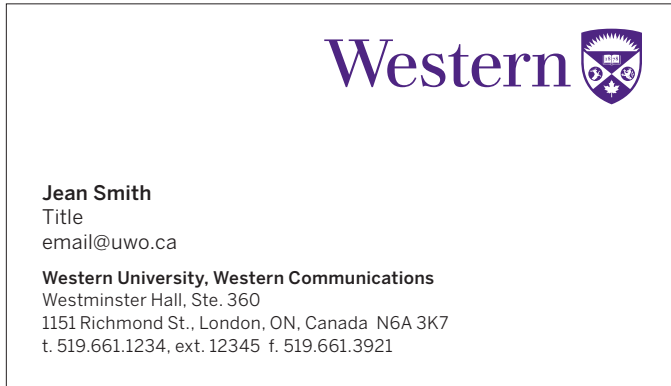 Western
Jean Smith
Title
email@uwo.ca
Western University, Western Communications
Westminster Hall, Ste. 360
1151 Richmond St., London, ON, Canada  N6A 3K7
t. 519.661.1234, ext. 12345  f. 519.661.3921